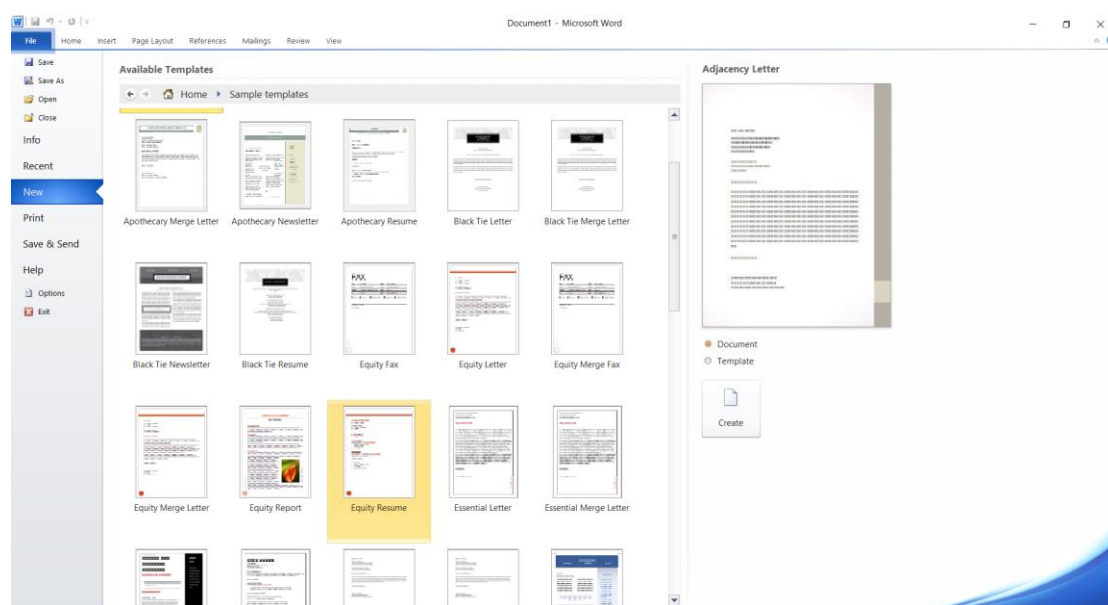 Document1 - Microsoft Word
File Home Insert Page Layout References Mailings Review View
Save
Save As
Open
Close
Info
Recent
New
Print
Save & Send
Help
Options
Exit
Available Templates
Home Sample templates
Apothecary Merge Letter Apothecary Newsletter Apothecary Resume Black Tie Letter Black Tie Merge Letter
FAX FAX
Black Tie Newsletter Black Tie Resume Equity Fax Equity Letter Equity Merge Fax
Equity Merge Letter Equity Report Equity Resume Essential Letter Essential Merge Letter
Adjacency Letter
Document
Template
Create